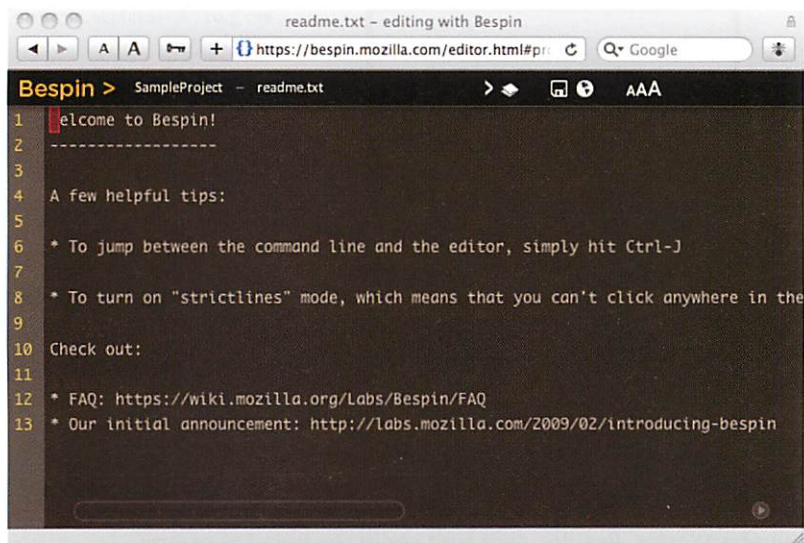 readme.txt – editing with Bespin
A A + {} https://bespin.mozilla.com/editor.html#pr Google
Bespin > SampleProject – readme.txt > AAA
1 elcome to Bespin!
2 ------------------
3
4 A few helpful tips:
5
6 * To jump between the command line and the editor, simply hit Ctrl-J
7
8 * To turn on "strictlines" mode, which means that you can't click anywhere in the
9
10 Check out:
11
12 * FAQ: https://wiki.mozilla.org/Labs/Bespin/FAQ
13 * Our initial announcement: http://labs.mozilla.com/2009/02/introducing-bespin